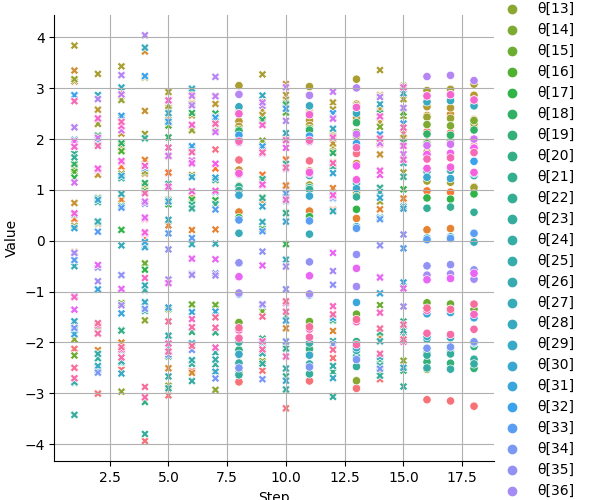 Value
4
3
2
1
0
−1
−2
−3
−4
2.5
5.0
7.5
10.0
12.5
15.0
17.5
Step
θ[13]
θ[14]
θ[15]
θ[16]
θ[17]
θ[18]
θ[19]
θ[20]
θ[21]
θ[22]
θ[23]
θ[24]
θ[25]
θ[26]
θ[27]
θ[28]
θ[29]
θ[30]
θ[31]
θ[32]
θ[33]
θ[34]
θ[35]
θ[36]